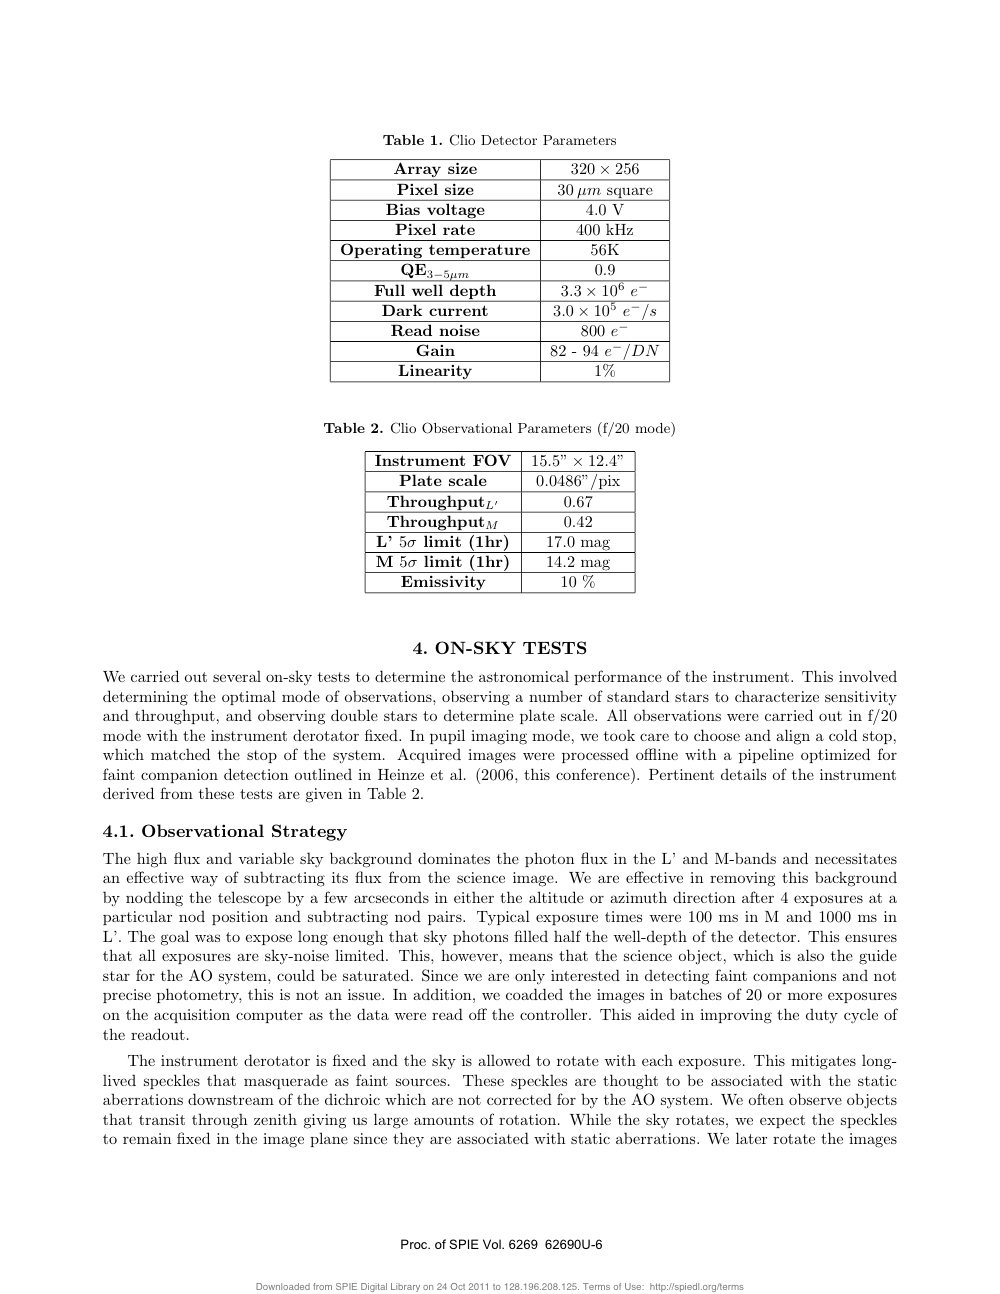 Table 1. Clio Detector Parameters
Array size 320 × 256
Pixel size 30 μm square
Bias voltage 4.0 V
Pixel rate 400 kHz
Operating temperature 56K
QE3−5μm 0.9
Full well depth 3.3 × 10^6 e−
Dark current 3.0 × 10^5 e−/s
Read noise 800 e−
Gain 82 - 94 e−/DN
Linearity 1%
Table 2. Clio Observational Parameters (f/20 mode)
Instrument FOV 15.5” × 12.4”
Plate scale 0.0486”/pix
ThroughputL′ 0.67
ThroughputM 0.42
L’ 5σ limit (1hr) 17.0 mag
M 5σ limit (1hr) 14.2 mag
Emissivity 10 %
4. ON-SKY TESTS
We carried out several on-sky tests to determine the astronomical performance of the instrument. This involved
determining the optimal mode of observations, observing a number of standard stars to characterize sensitivity
and throughput, and observing double stars to determine plate scale. All observations were carried out in f/20
mode with the instrument derotator fixed. In pupil imaging mode, we took care to choose and align a cold stop,
which matched the stop of the system. Acquired images were processed offline with a pipeline optimized for
faint companion detection outlined in Heinze et al. (2006, this conference). Pertinent details of the instrument
derived from these tests are given in Table 2.
4.1. Observational Strategy
The high flux and variable sky background dominates the photon flux in the L’ and M-bands and necessitates
an effective way of subtracting its flux from the science image. We are effective in removing this background
by nodding the telescope by a few arcseconds in either the altitude or azimuth direction after 4 exposures at a
particular nod position and subtracting nod pairs. Typical exposure times were 100 ms in M and 1000 ms in
L’. The goal was to expose long enough that sky photons filled half the well-depth of the detector. This ensures
that all exposures are sky-noise limited. This, however, means that the science object, which is also the guide
star for the AO system, could be saturated. Since we are only interested in detecting faint companions and not
precise photometry, this is not an issue. In addition, we coadded the images in batches of 20 or more exposures
on the acquisition computer as the data were read off the controller. This aided in improving the duty cycle of
the readout.
The instrument derotator is fixed and the sky is allowed to rotate with each exposure. This mitigates long-
lived speckles that masquerade as faint sources. These speckles are thought to be associated with the static
aberrations downstream of the dichroic which are not corrected for by the AO system. We often observe objects
that transit through zenith giving us large amounts of rotation. While the sky rotates, we expect the speckles
to remain fixed in the image plane since they are associated with static aberrations. We later rotate the images
Proc. of SPIE Vol. 6269 62690U-6
Downloaded from SPIE Digital Library on 24 Oct 2011 to 128.196.208.125. Terms of Use: http://spiedl.org/terms